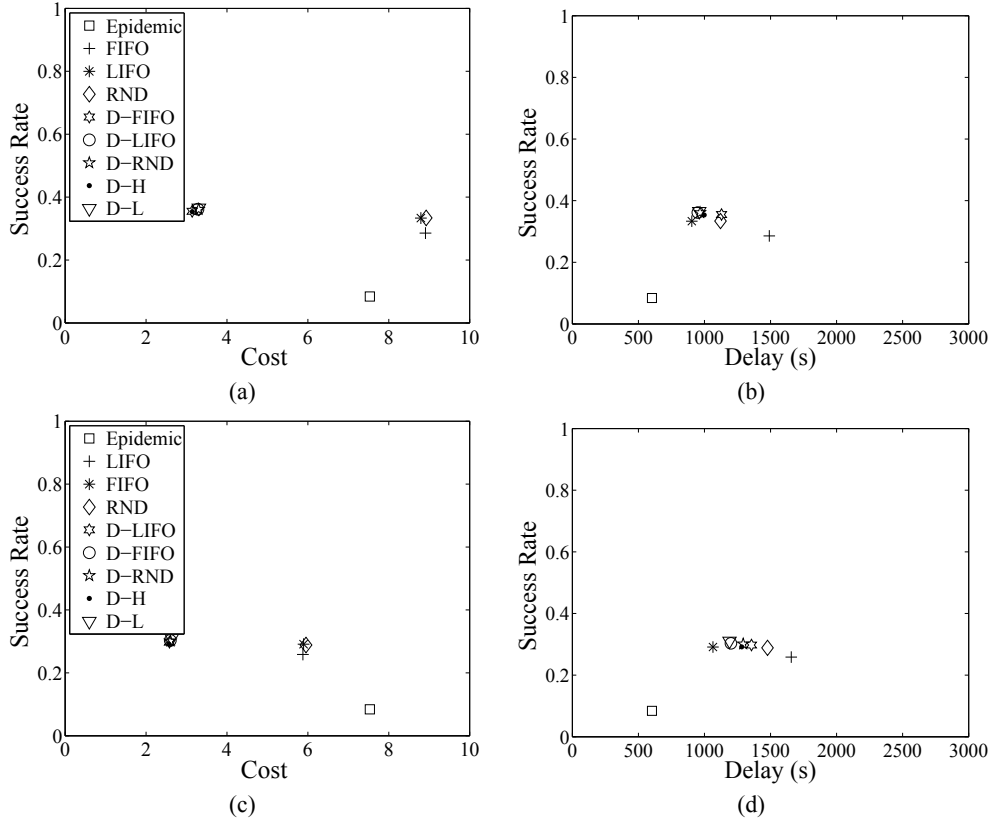 1
0.8
0.6
0.4
0.2
0
Success Rate
Epidemic
FIFO
LIFO
RND
D−FIFO
D−LIFO
D−RND
D−H
D−L
0 2 4 6 8 10
Cost
(a)
1
0.8
0.6
0.4
0.2
0
Success Rate
0 500 1000 1500 2000 2500 3000
Delay (s)
(b)
1
0.8
0.6
0.4
0.2
0
Success Rate
Epidemic
LIFO
FIFO
RND
D−LIFO
D−FIFO
D−RND
D−H
D−L
0 2 4 6 8 10
Cost
(c)
1
0.8
0.6
0.4
0.2
0
Success Rate
0 500 1000 1500 2000 2500 3000
Delay (s)
(d)